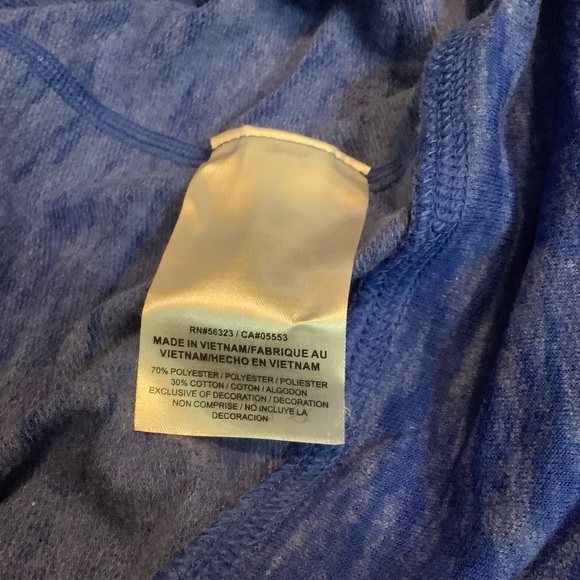 RN#56323 / CA#05553
MADE IN VIETNAM/FABRIQUE AU
VIETNAM/HECHO EN VIETNAM
70% POLYESTER / POLYESTER / POLIESTER
30% COTTON / COTON / ALGODON
EXCLUSIVE OF DECORATION / DECORATION
NON COMPRISE / NO INCLUYE LA
DECORACION